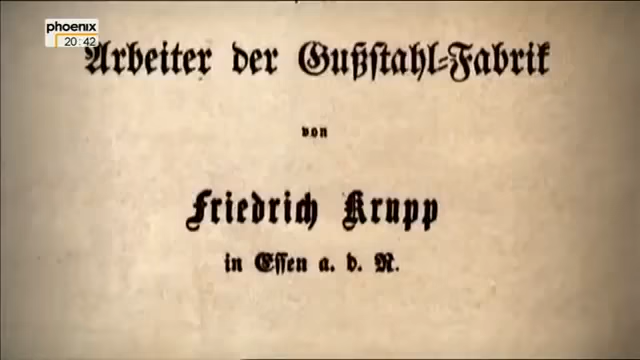 phoenix
20:42
Arbeiter der Gußstahl-Fabrik
von
Friedrich Krupp
in Essen a. d. R.